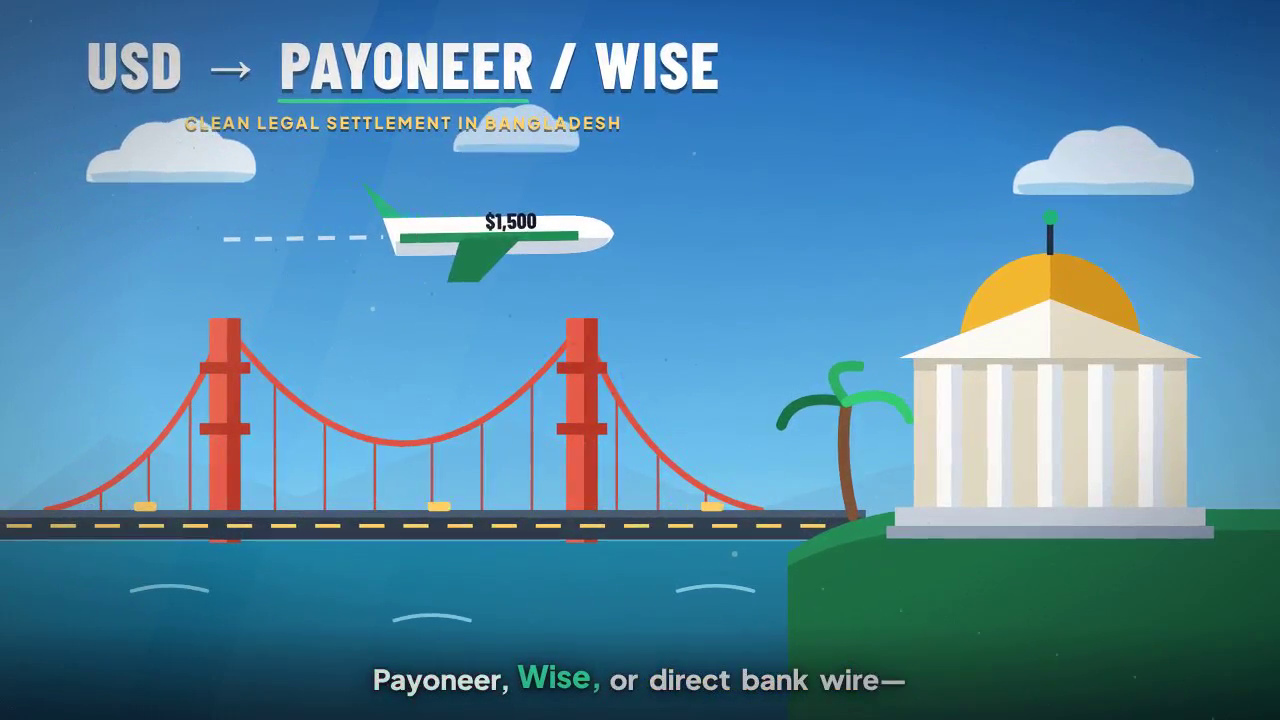 USD → PAYONEER / WISE
CLEAN LEGAL SETTLEMENT IN BANGLADESH
$1,500
Payoneer, Wise, or direct bank wire—